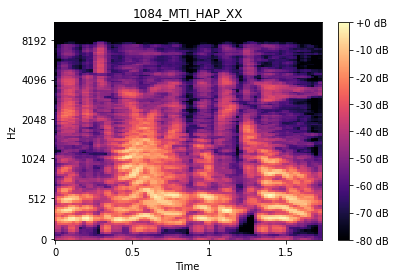 1084_MTI_HAP_XX
+0 dB
8192
-10 dB
4096
-20 dB
-30 dB
2048
Hz
-40 dB
1024
-50 dB
512
-60 dB
-70 dB
0
-80 dB
0
0.5
1
1.5
Time